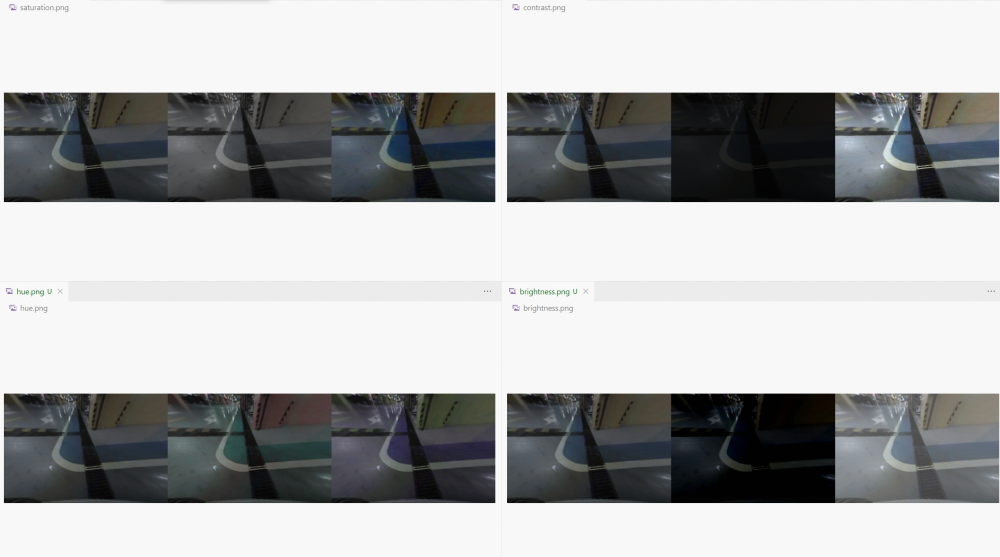 saturation.png
contrast.png
hue.png U
brightness.png U
hue.png
brightness.png